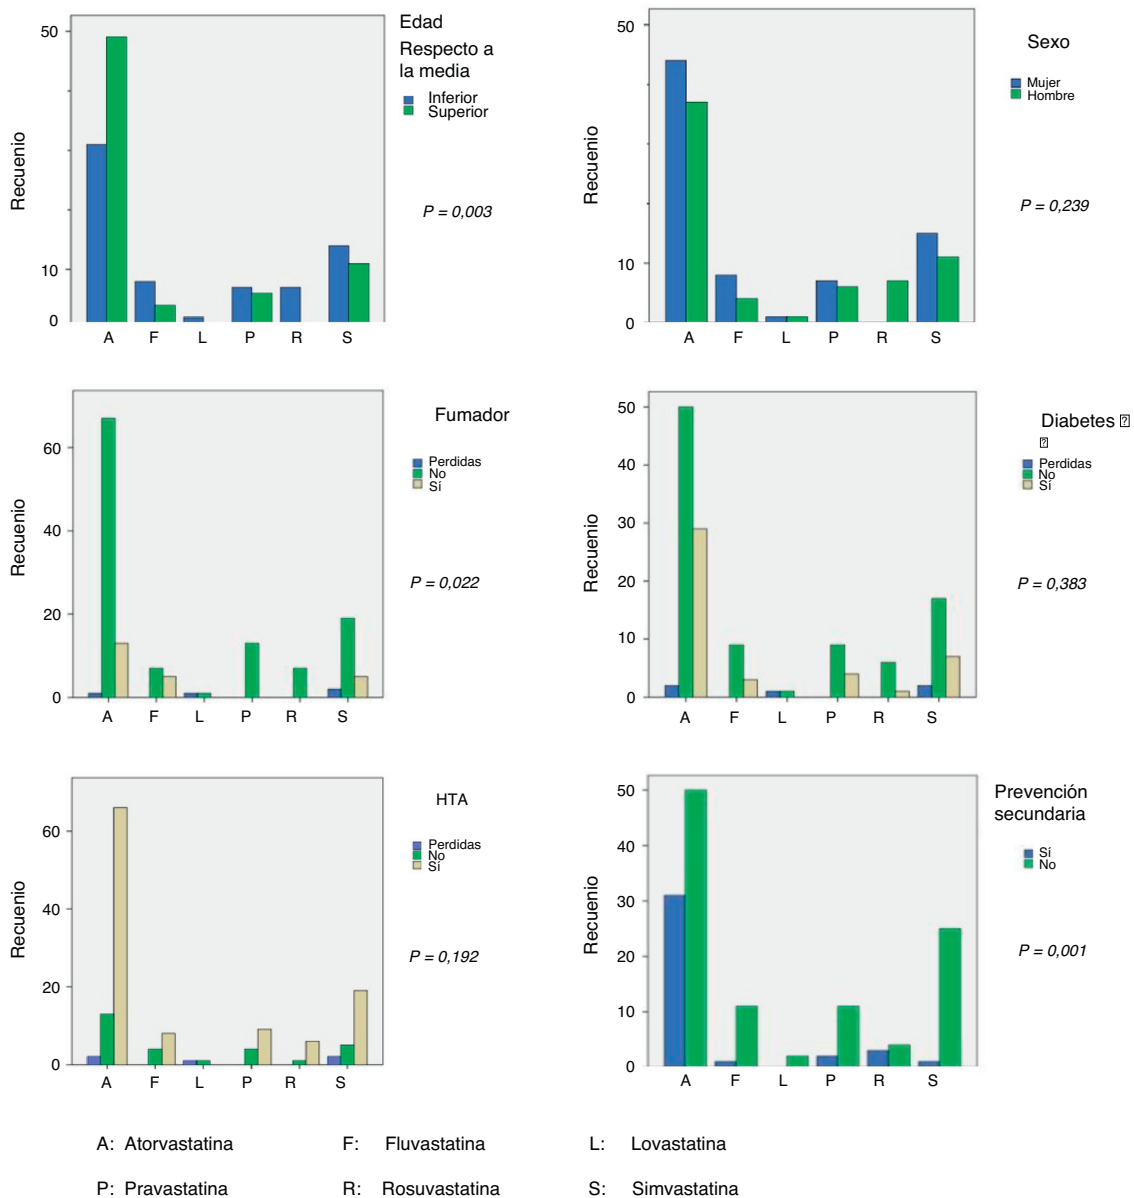 Edad
Respecto a
la media
Inferior
Superior
P = 0,003
Recuenio
50
10
0
A F L P R S
Sexo
Mujer
Hombre
P = 0,239
Recuenio
50
10
0
A F L P R S
Fumador
Perdidas
No
Sí
P = 0,022
Recuenio
60
40
20
0
A F L P R S
Diabetes
Perdidas
No
Sí
P = 0,383
Recuenio
50
40
30
20
10
0
A F L P R S
HTA
Perdidas
No
Sí
P = 0,192
Recuenio
60
40
20
0
A F L P R S
Prevención
secundaria
Sí
No
P = 0,001
Recuenio
50
40
30
20
10
0
A F L P R S
A: Atorvastatina F: Fluvastatina L: Lovastatina
P: Pravastatina R: Rosuvastatina S: Simvastatina